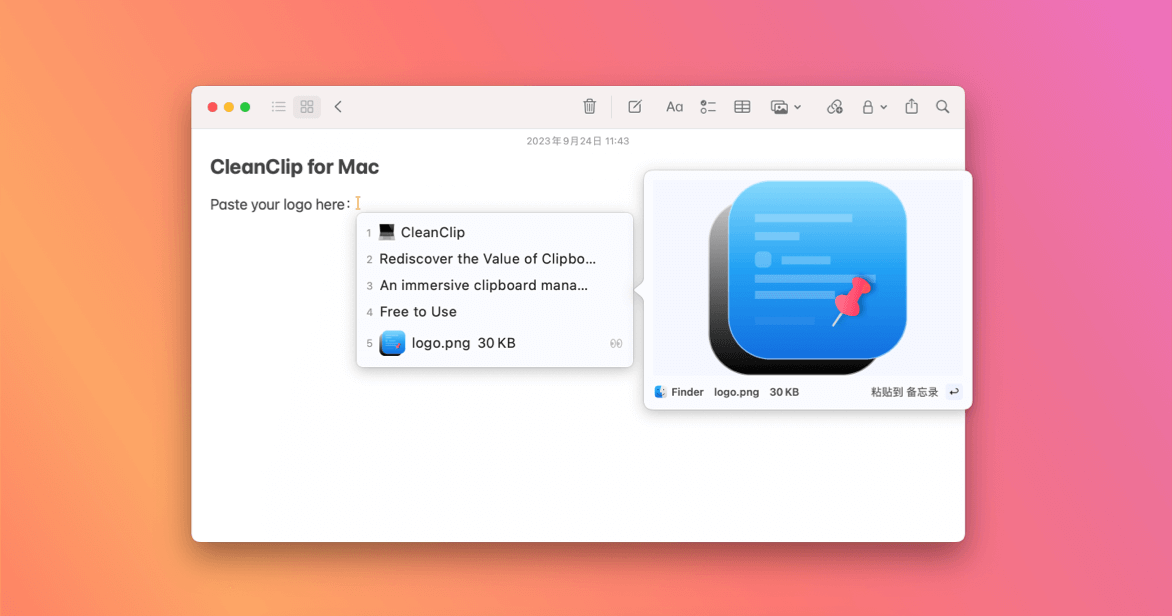 Aa
2023年9月24日 11:43
CleanClip for Mac
Paste your logo here:
1 CleanClip
2 Rediscover the Value of Clipbo...
3 An immersive clipboard mana...
4 Free to Use
5 logo.png 30 KB
Finder logo.png 30 KB 粘贴到 备忘录